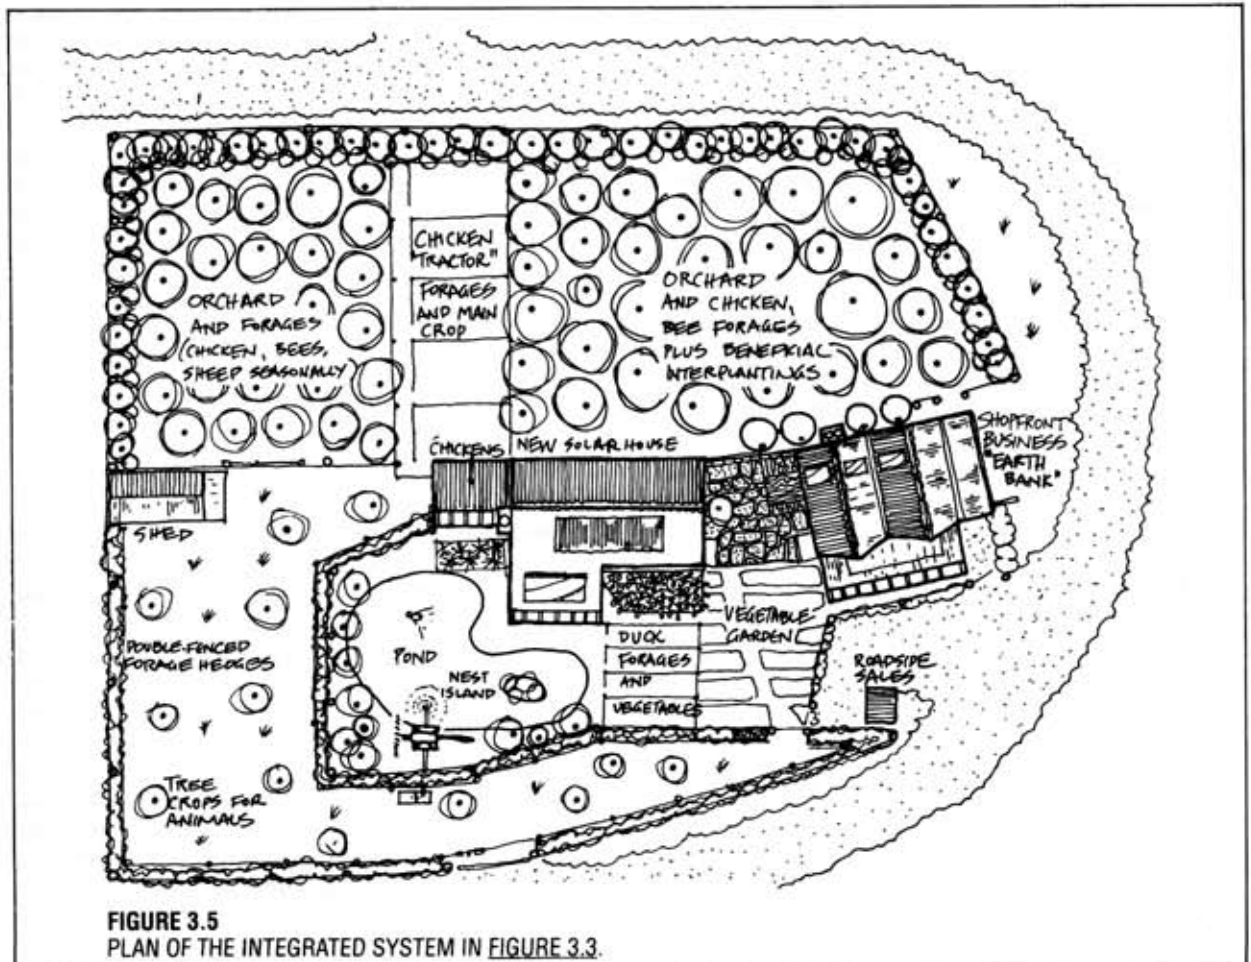 CHICKEN
"TRACTOR"
FORAGES
AND MAIN
CROP
ORCHARD
AND FORAGES
(CHICKEN, BEES,
SHEEP SEASONALLY)
ORCHARD
AND CHICKEN,
BEE FORAGES
PLUS BENEFICIAL
INTERPLANTINGS
CHICKENS
NEW SOLAR HOUSE
SHOPFRONT
BUSINESS
"EARTH
BANK"
SHED
DOUBLE-FENCED
FORAGE HEDGES
POND
NEST
ISLAND
DUCK
FORAGES
AND
VEGETABLES
VEGETABLE
GARDEN
ROADSIDE
SALES
TREE
CROPS FOR
ANIMALS
FIGURE 3.5
PLAN OF THE INTEGRATED SYSTEM IN FIGURE 3.3.